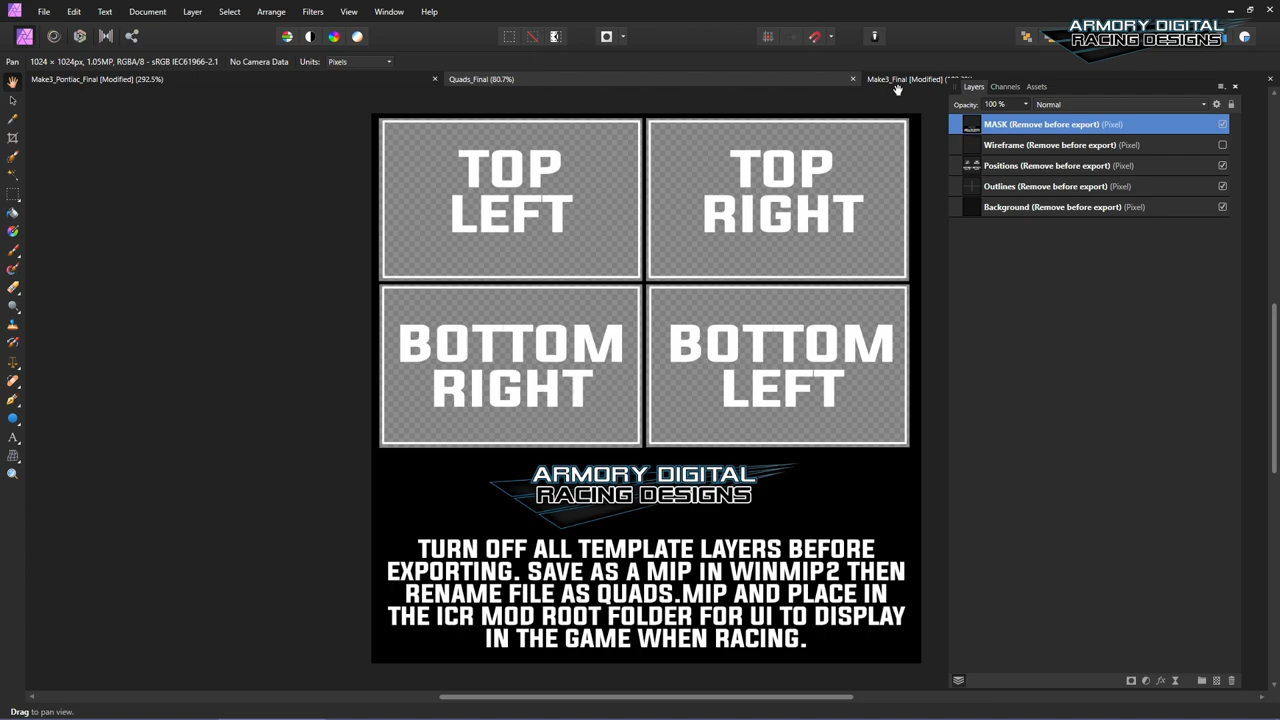 File Edit Text Document Layer Select Arrange Filters View Window Help
ARMORY DIGITAL
RACING DESIGNS
Pan 1024 × 1024px, 1.05MP, RGBA/8 - sRGB IEC61966-2.1 No Camera Data Units: Pixels
Make3_Pontiac_Final [Modified] (292.5%) Quads_Final (80.7%) Make3_Final [Modified]
Layers Channels Assets
Opacity: 100 % Normal
MASK (Remove before export) (Pixel)
Wireframe (Remove before export) (Pixel)
Positions (Remove before export) (Pixel)
Outlines (Remove before export) (Pixel)
Background (Remove before export) (Pixel)
TOP
LEFT
TOP
RIGHT
BOTTOM
RIGHT
BOTTOM
LEFT
ARMORY DIGITAL
RACING DESIGNS
TURN OFF ALL TEMPLATE LAYERS BEFORE
EXPORTING. SAVE AS A MIP IN WINMIP2 THEN
RENAME FILE AS QUADS.MIP AND PLACE IN
THE ICR MOD ROOT FOLDER FOR UI TO DISPLAY
IN THE GAME WHEN RACING.
Drag to pan view.